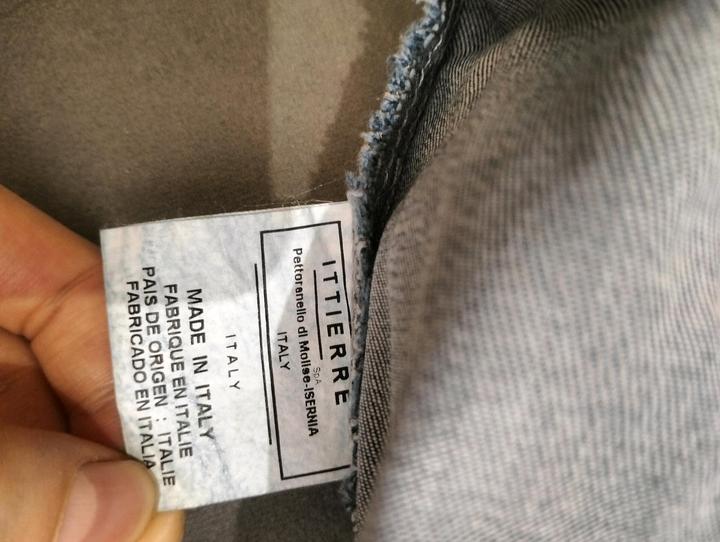 ITTIERRE
SpA
Pettoranello di Molise-ISERNIA
ITALY
ITALY
MADE IN ITALY
FABRIQUE EN ITALIE
PAIS DE ORIGEN : ITALIE
FABRICADO EN ITALIA